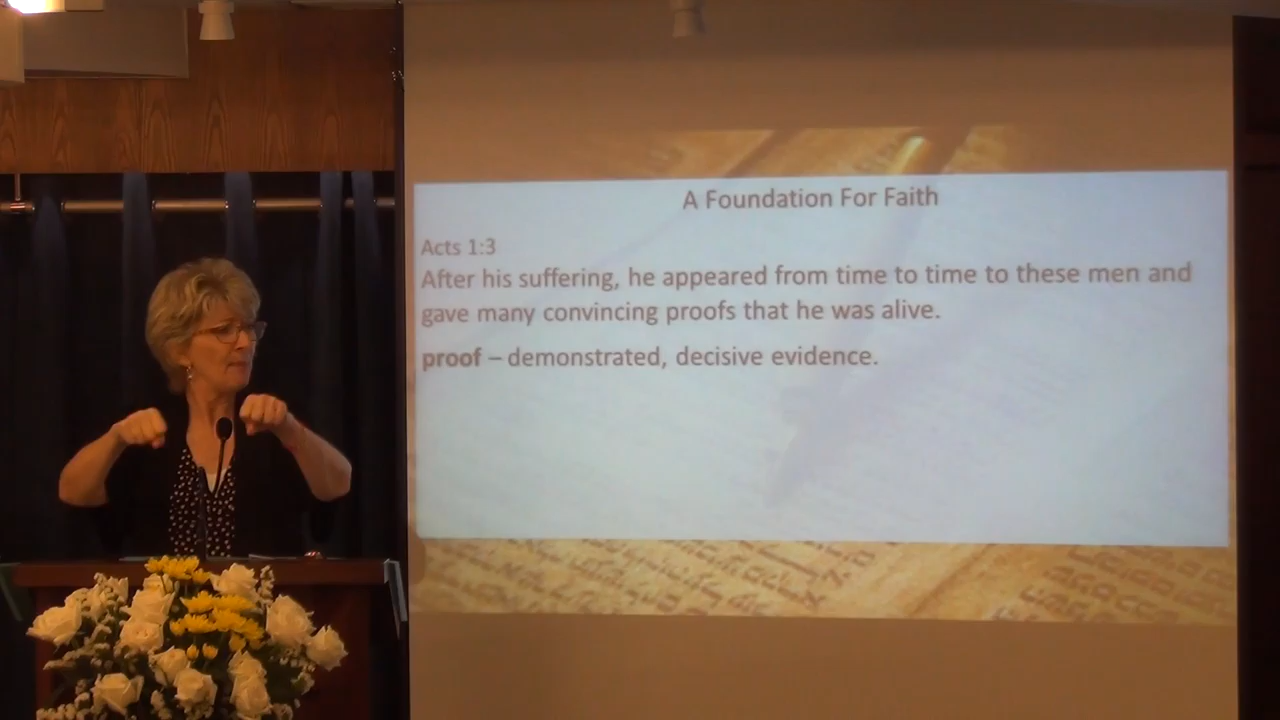 A Foundation For Faith
Acts 1:3
After his suffering, he appeared from time to time to these men and
gave many convincing proofs that he was alive.
proof – demonstrated, decisive evidence.